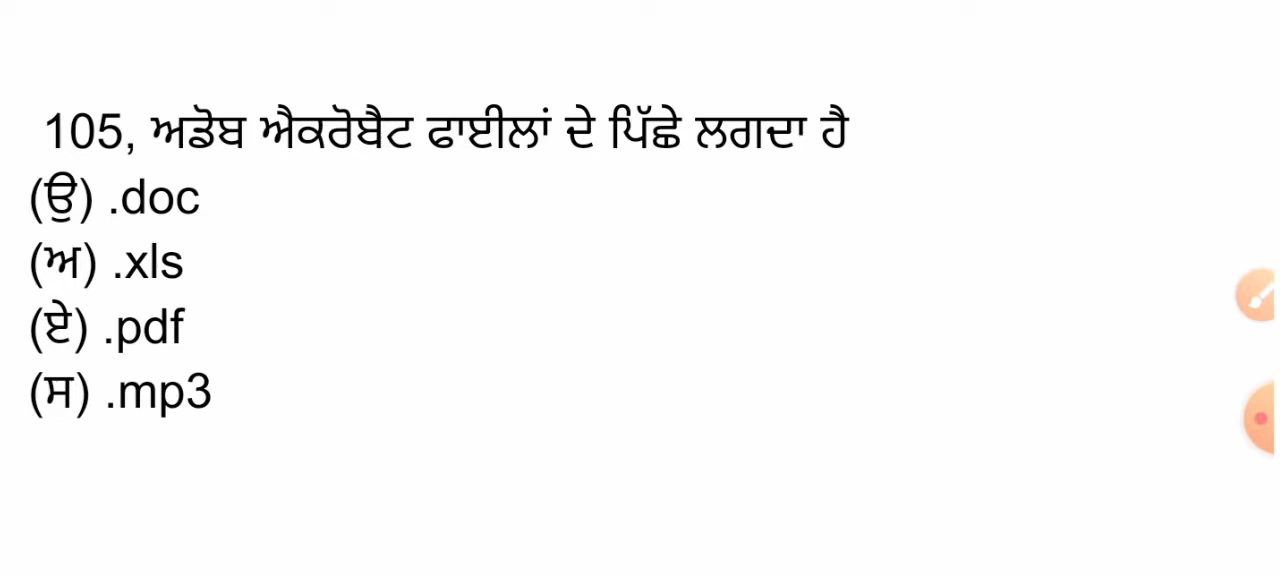 105, ਅਡੋਬ ਐਕਰੋਬੈਟ ਫਾਈਲਾਂ ਦੇ ਪਿੱਛੇ ਲਗਦਾ ਹੈ
(ਉ) .doc
(ਅ) .xls
(ੲੇ) .pdf
(ਸ) .mp3